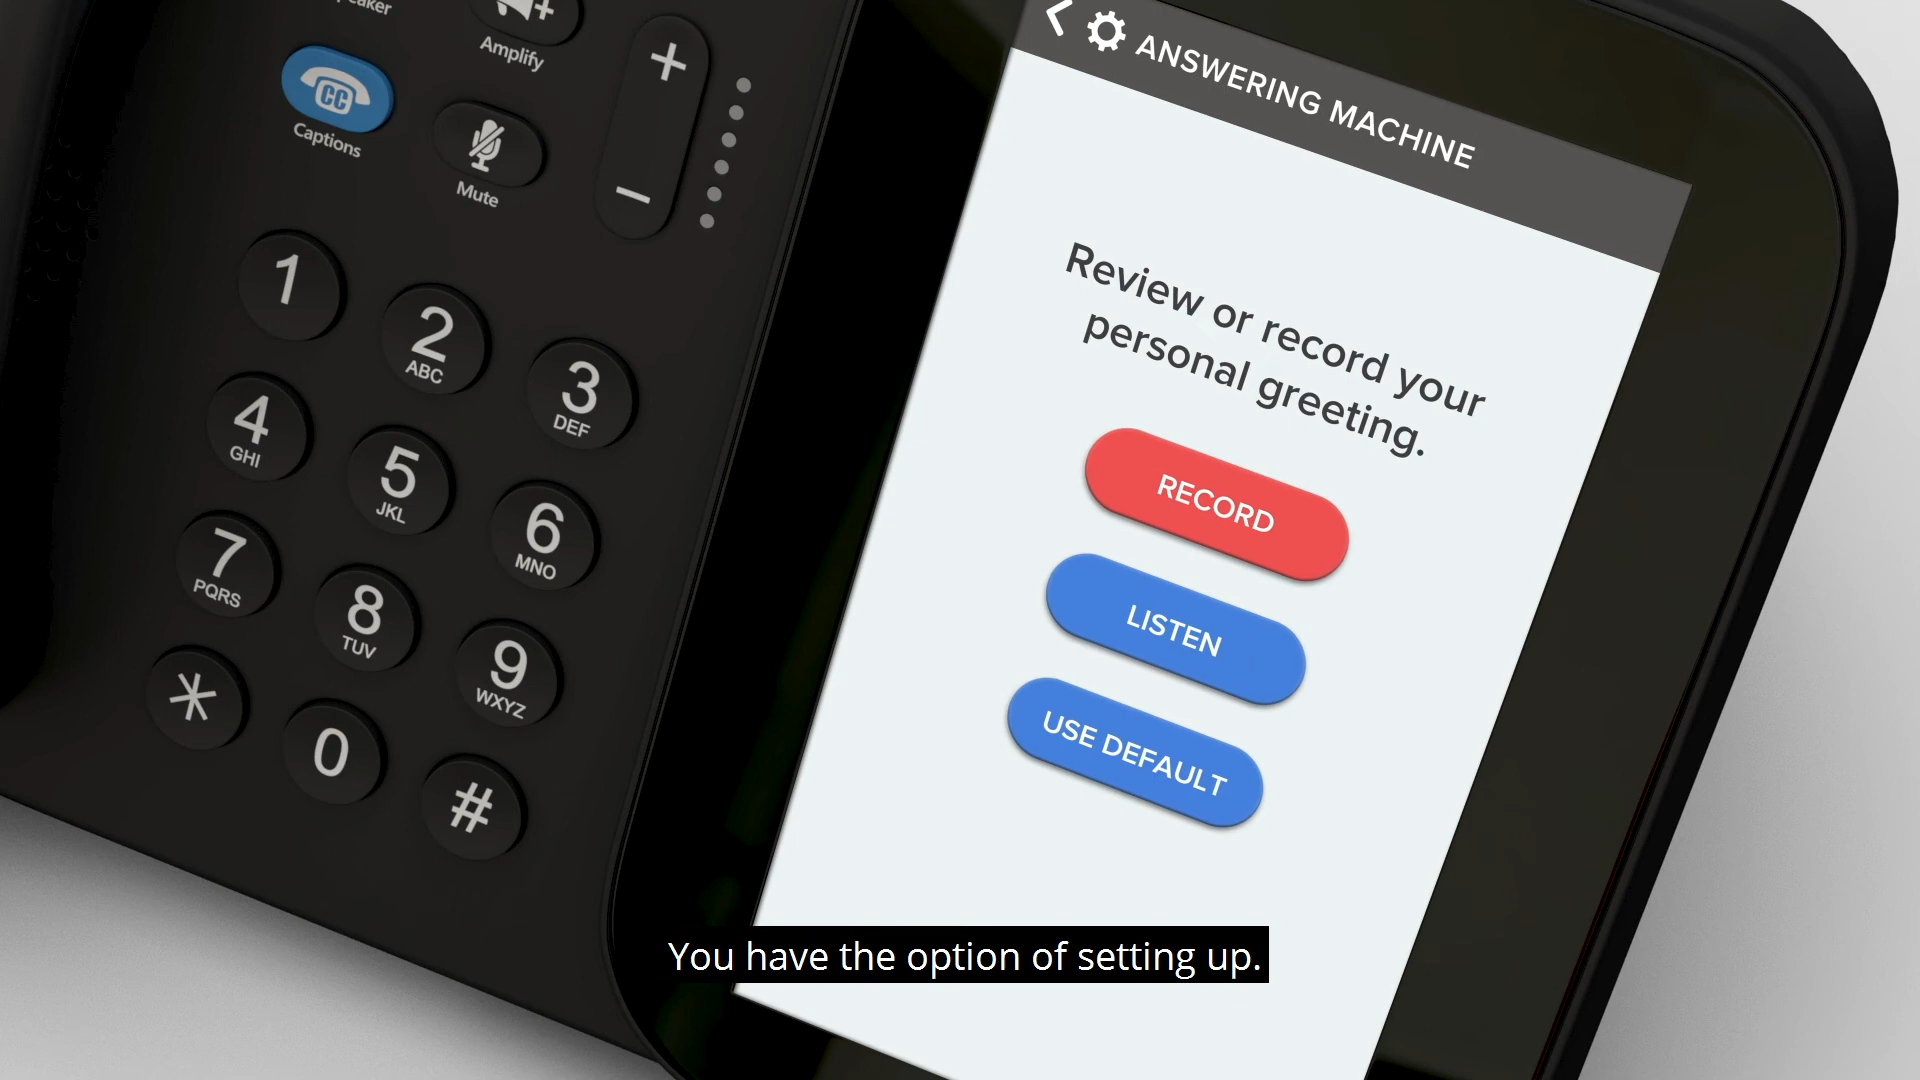 Amplify
Captions
Mute
+
−
1
2
ABC
3
DEF
4
GHI
5
JKL
6
MNO
7
PQRS
8
TUV
9
WXYZ
*
0
#
CC
ANSWERING MACHINE
Review or record your
personal greeting.
RECORD
LISTEN
USE DEFAULT
You have the option of setting up.